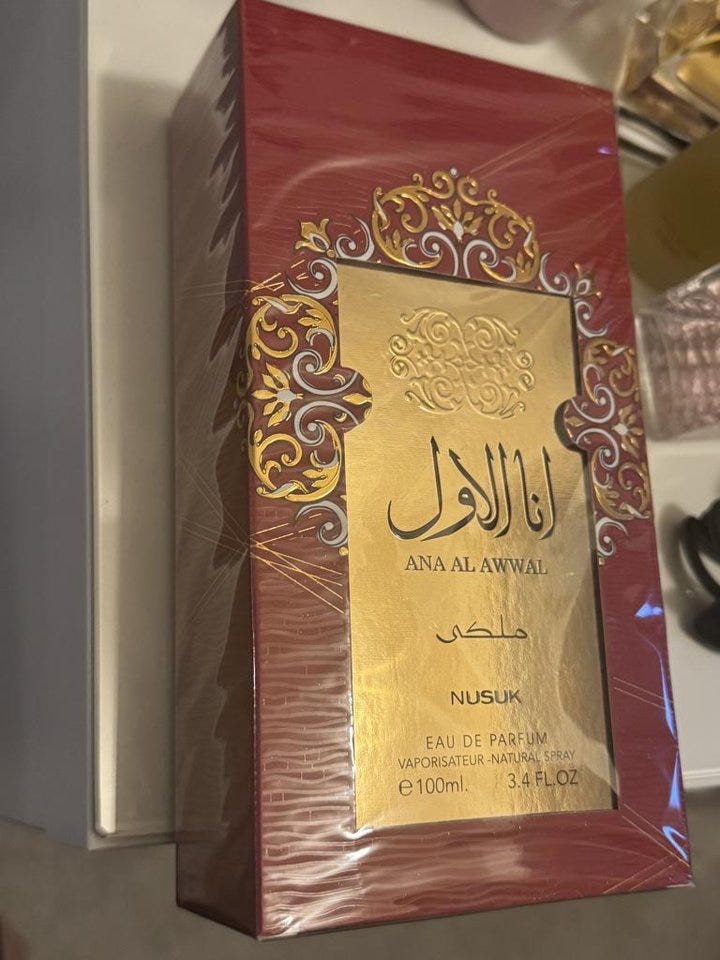 انا الاول
ANA AL AWWAL
ملكي
NUSUK
EAU DE PARFUM
VAPORISATEUR-NATURAL SPRAY
e100ml. 3.4 FL.OZ